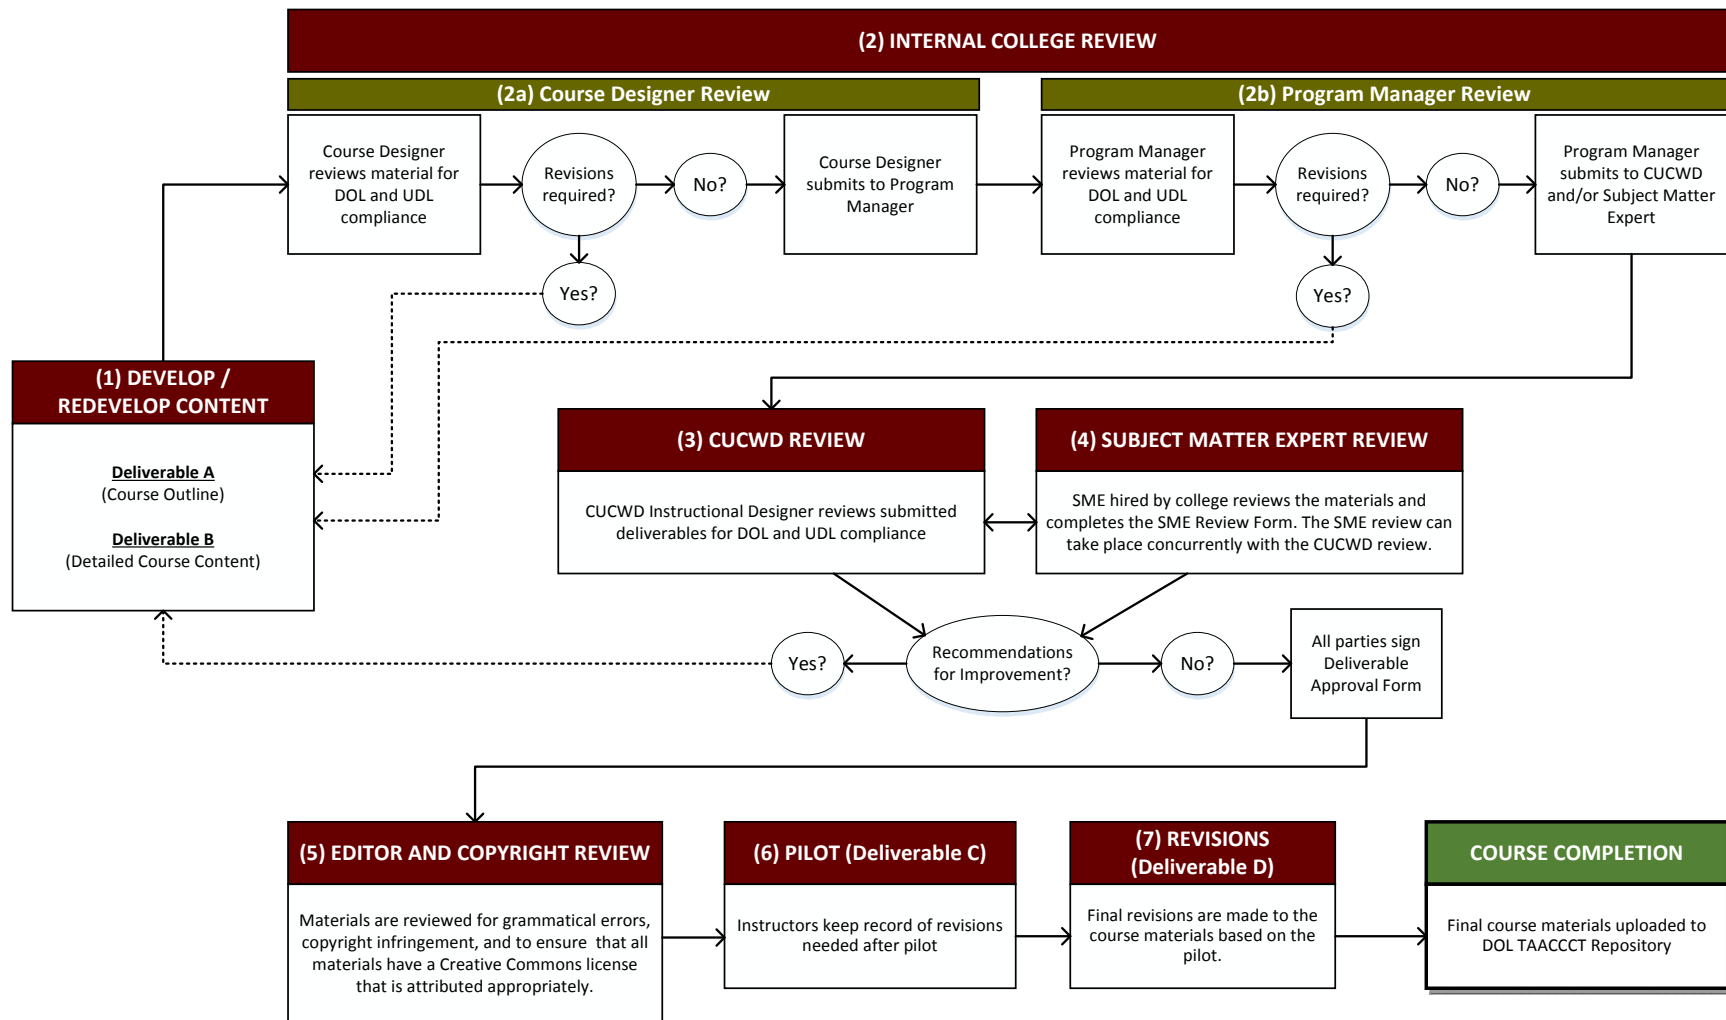 (2) INTERNAL COLLEGE REVIEW
(2a) Course Designer Review
(2b) Program Manager Review
Course Designer
reviews material for
DOL and UDL
compliance
Revisions
required?
No?
Course Designer
submits to Program
Manager
Program Manager
reviews material for
DOL and UDL
compliance
Revisions
required?
No?
Program Manager
submits to CUCWD
and/or Subject Matter
Expert
Yes?
Yes?
(1) DEVELOP /
REDEVELOP CONTENT
Deliverable A
(Course Outline)
Deliverable B
(Detailed Course Content)
(3) CUCWD REVIEW
CUCWD Instructional Designer reviews submitted
deliverables for DOL and UDL compliance
(4) SUBJECT MATTER EXPERT REVIEW
SME hired by college reviews the materials and
completes the SME Review Form. The SME review can
take place concurrently with the CUCWD review.
Yes?
Recommendations
for Improvement?
No?
All parties sign
Deliverable
Approval Form
(5) EDITOR AND COPYRIGHT REVIEW
Materials are reviewed for grammatical errors,
copyright infringement, and to ensure that all
materials have a Creative Commons license
that is attributed appropriately.
(6) PILOT (Deliverable C)
Instructors keep record of revisions
needed after pilot
(7) REVISIONS
(Deliverable D)
Final revisions are made to the
course materials based on the
pilot.
COURSE COMPLETION
Final course materials uploaded to
DOL TAACCCT Repository